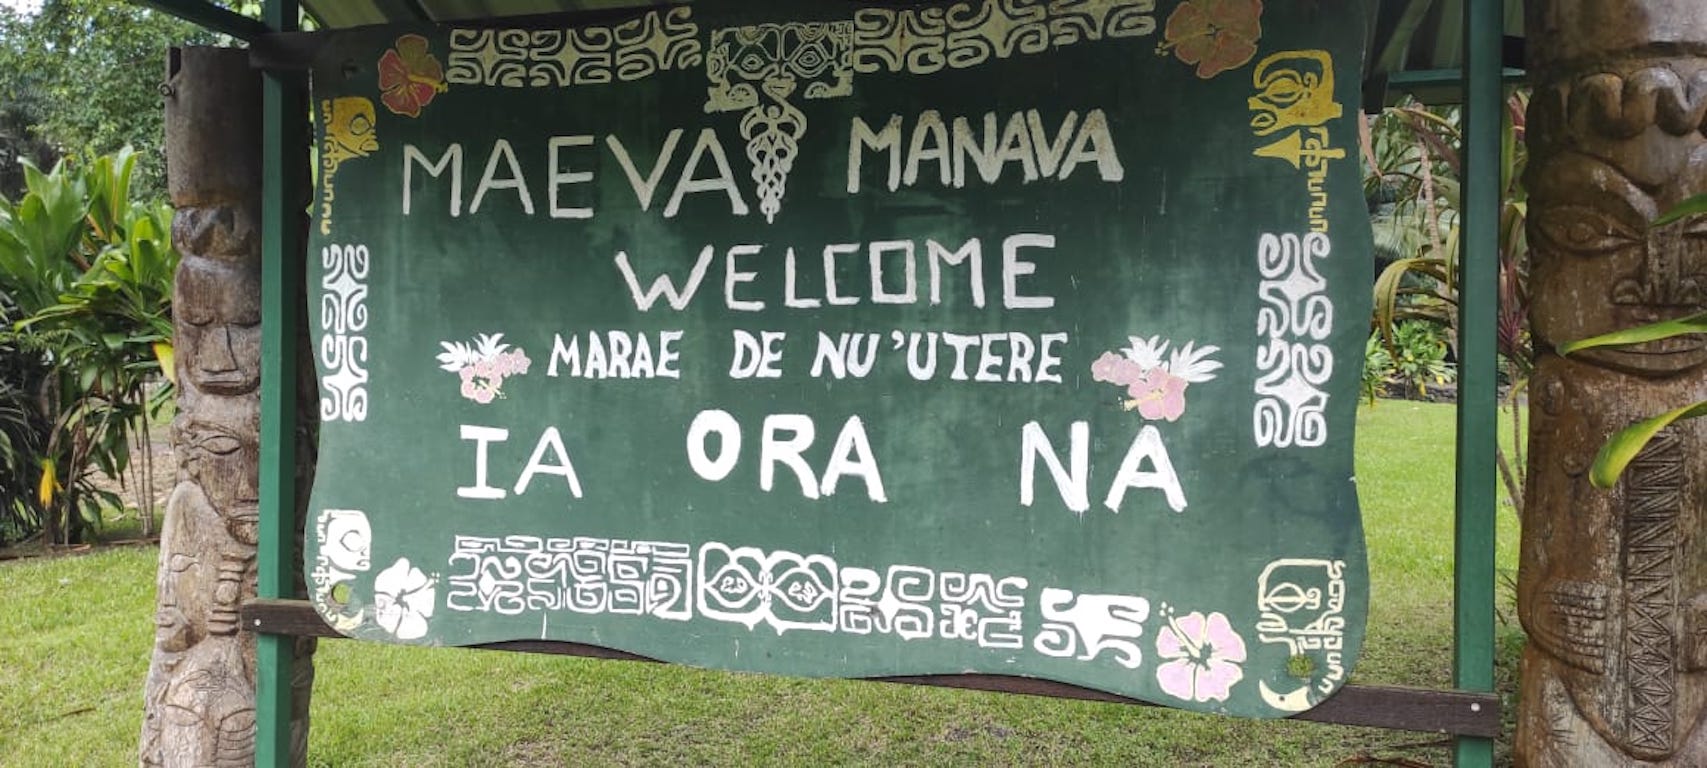 MAEVA MANAVA
WELCOME
MARAE DE NU'UTERE
IA ORA NA